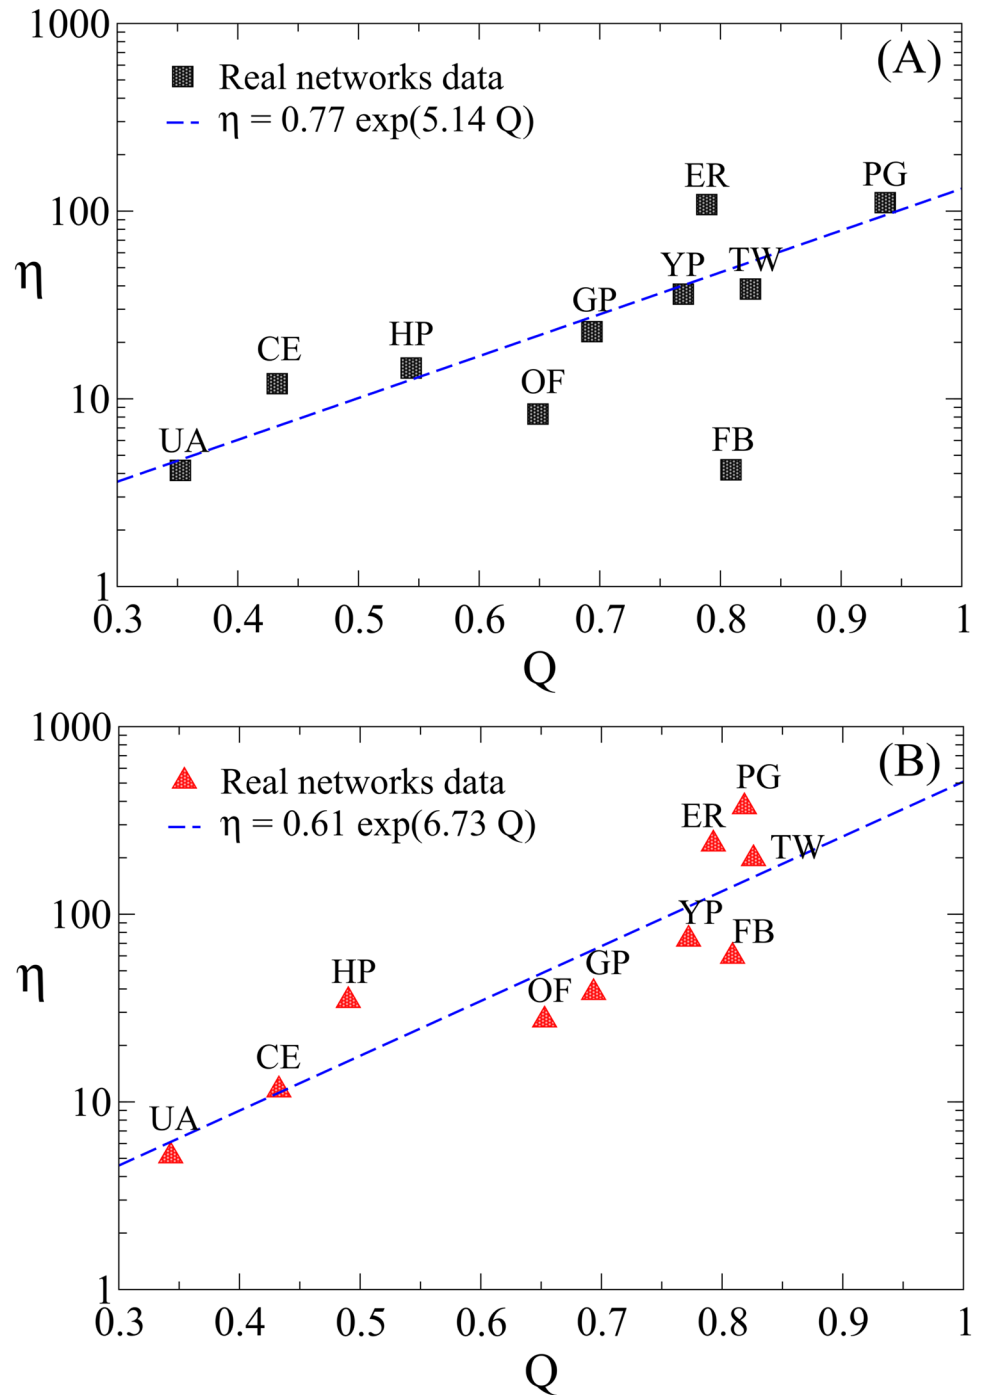 1000
(A)
Real networks data
η = 0.77 exp(5.14 Q)
ER
PG
100
YP
TW
η
GP
HP
CE
OF
10
UA
FB
1
0.3 0.4 0.5 0.6 0.7 0.8 0.9 1
Q
1000
(B)
Real networks data
η = 0.61 exp(6.73 Q)
PG
ER
TW
100
YP
FB
HP
GP
η
OF
CE
10
UA
1
0.3 0.4 0.5 0.6 0.7 0.8 0.9 1
Q